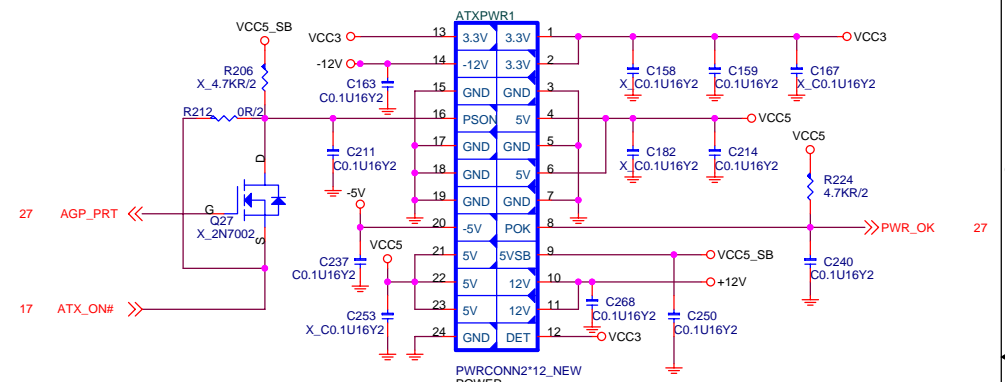 ATXPWR1
VCC5_SB
VCC3
13
3.3V
3.3V
1
VCC3
-12V
14
-12V
3.3V
2
R206
X_4.7KR/2
C163
C0.1U16Y2
15
GND
GND
3
C158
X_C0.1U16Y2
C159
C0.1U16Y2
C167
X_C0.1U16Y2
R212
0R/2
16
PSON
5V
4
VCC5
C211
C0.1U16Y2
17
GND
GND
5
VCC5
D
18
GND
5V
6
C182
X_C0.1U16Y2
C214
C0.1U16Y2
-5V
19
GND
GND
7
R224
4.7KR/2
27
AGP_PRT
G
Q27
X_2N7002
S
20
-5V
POK
8
PWR_OK
27
VCC5
21
5V
5VSB
9
VCC5_SB
C237
C0.1U16Y2
C240
C0.1U16Y2
22
5V
12V
10
+12V
17
ATX_ON#
23
5V
12V
11
C268
C0.1U16Y2
C253
X_C0.1U16Y2
C250
C0.1U16Y2
24
GND
DET
12
VCC3
PWRCONN2*12_NEW
POWER